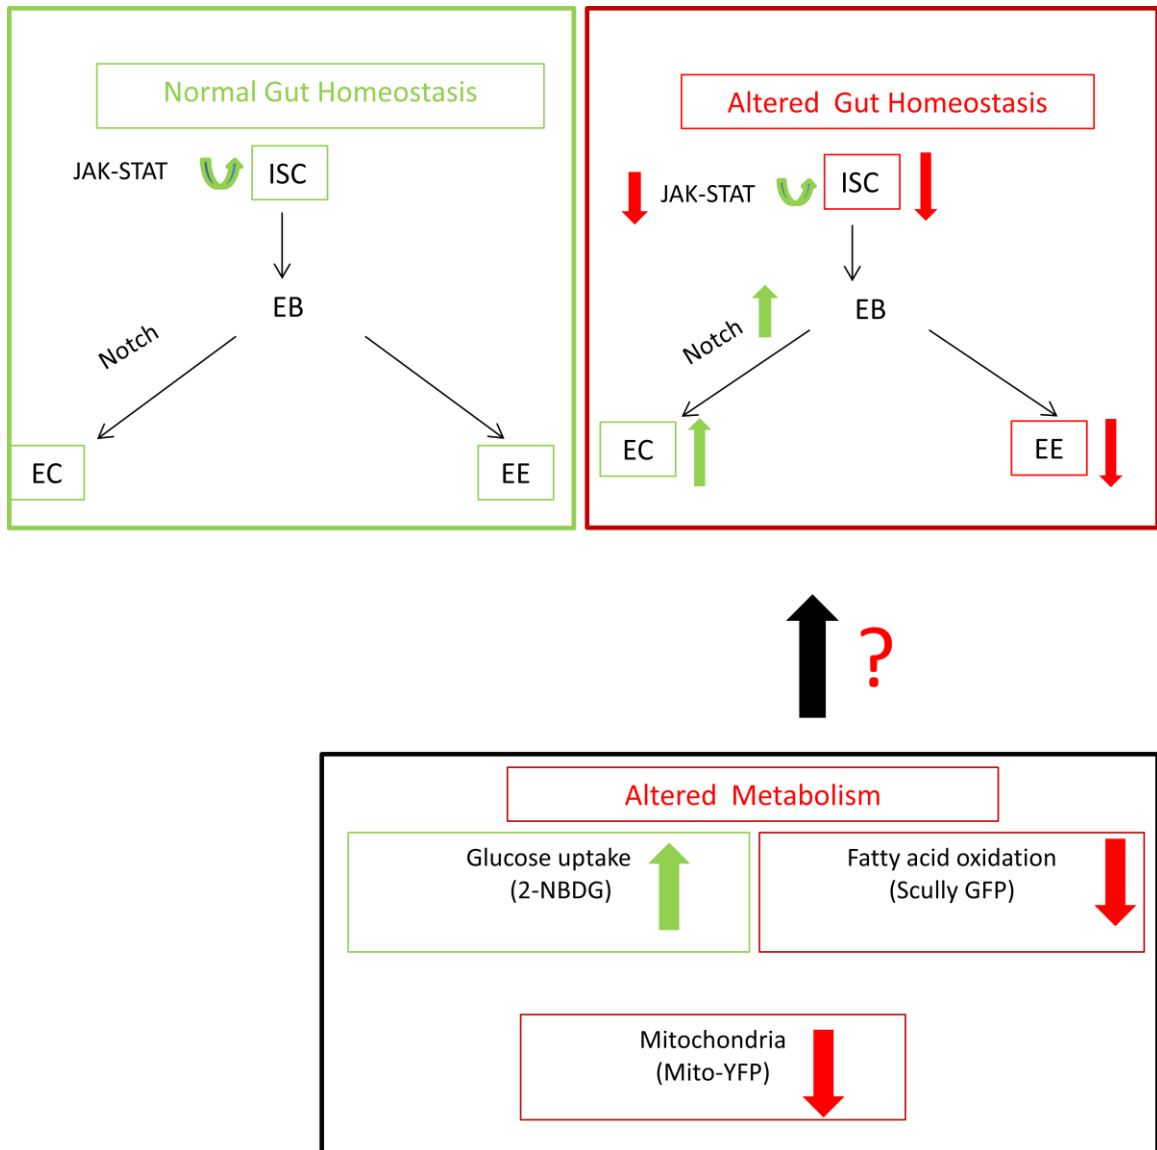 Normal Gut Homeostasis
JAK-STAT
ISC
EB
Notch
EC
EE
Altered Gut Homeostasis
JAK-STAT
ISC
EB
Notch
EC
EE
?
Altered Metabolism
Glucose uptake
(2-NBDG)
Fatty acid oxidation
(Scully GFP)
Mitochondria
(Mito-YFP)